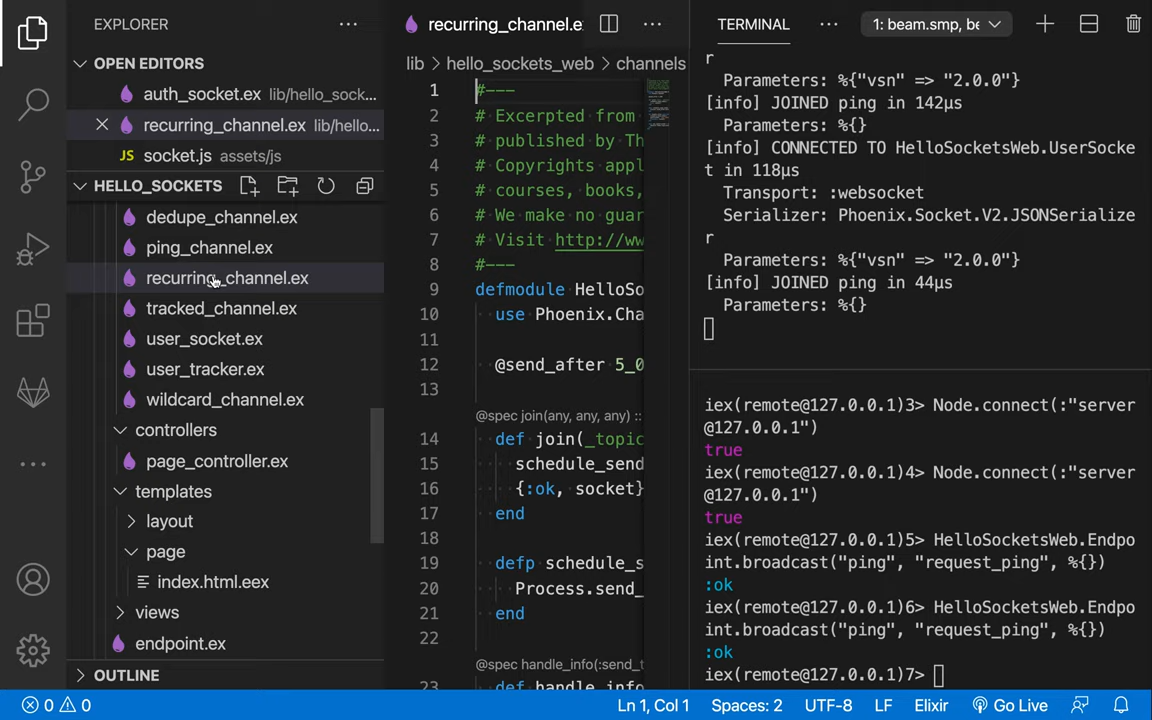 EXPLORER
OPEN EDITORS
auth_socket.ex lib/hello_sock...
recurring_channel.ex lib/hello...
JS socket.js assets/js
HELLO_SOCKETS
dedupe_channel.ex
ping_channel.ex
recurring_channel.ex
tracked_channel.ex
user_socket.ex
user_tracker.ex
wildcard_channel.ex
controllers
page_controller.ex
templates
layout
page
index.html.eex
views
endpoint.ex
OUTLINE
recurring_channel.e
lib > hello_sockets_web > channels
1 #---
2 # Excerpted from
3 # published by Th
4 # Copyrights appl
5 # courses, books,
6 # We make no guar
7 # Visit http://ww
8 #---
9 defmodule HelloSo
10 use Phoenix.Cha
11
12 @send_after 5_0
13
@spec join(any, any, any) ::
14 def join(_topic
15 schedule_send
16 {:ok, socket}
17 end
18
19 defp schedule_s
20 Process.send_
21 end
22
@spec handle_info(:send_t
23 def handle_info
TERMINAL
1: beam.smp, be
r
Parameters: %{"vsn" => "2.0.0"}
[info] JOINED ping in 142µs
Parameters: %{}
[info] CONNECTED TO HelloSocketsWeb.UserSocke
t in 118µs
Transport: :websocket
Serializer: Phoenix.Socket.V2.JSONSerialize
r
Parameters: %{"vsn" => "2.0.0"}
[info] JOINED ping in 44µs
Parameters: %{}
iex(remote@127.0.0.1)3> Node.connect(:"server
@127.0.0.1")
true
iex(remote@127.0.0.1)4> Node.connect(:"server
@127.0.0.1")
true
iex(remote@127.0.0.1)5> HelloSocketsWeb.Endpo
int.broadcast("ping", "request_ping", %{})
:ok
iex(remote@127.0.0.1)6> HelloSocketsWeb.Endpo
int.broadcast("ping", "request_ping", %{})
:ok
iex(remote@127.0.0.1)7>
0 0 Ln 1, Col 1 Spaces: 2 UTF-8 LF Elixir Go Live